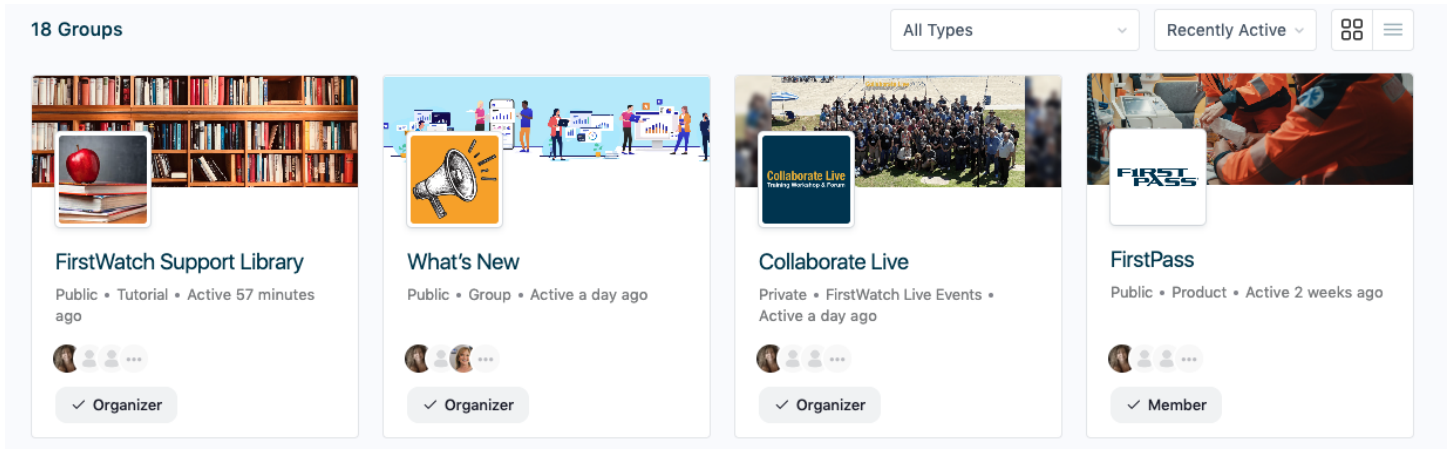 18 Groups
All Types
Recently Active
Collaborate Live
Training Workshop & Forum
FIRST
PASS
FirstWatch Support Library
Public • Tutorial • Active 57 minutes
ago
Organizer
What's New
Public • Group • Active a day ago
Organizer
Collaborate Live
Private • FirstWatch Live Events •
Active a day ago
Organizer
FirstPass
Public • Product • Active 2 weeks ago
Member